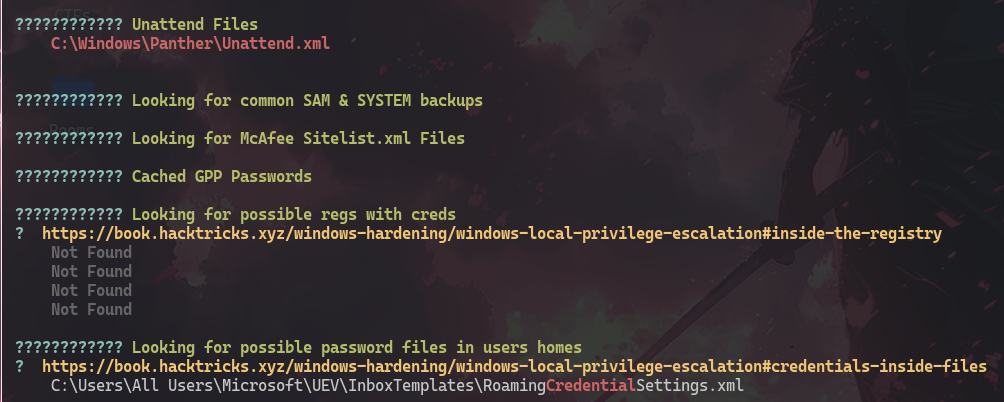 ???????????? Unattend Files
C:\Windows\Panther\Unattend.xml
???????????? Looking for common SAM & SYSTEM backups
???????????? Looking for McAfee Sitelist.xml Files
???????????? Cached GPP Passwords
???????????? Looking for possible regs with creds
? https://book.hacktricks.xyz/windows-hardening/windows-local-privilege-escalation#inside-the-registry
Not Found
Not Found
Not Found
Not Found
???????????? Looking for possible password files in users homes
? https://book.hacktricks.xyz/windows-hardening/windows-local-privilege-escalation#credentials-inside-files
C:\Users\All Users\Microsoft\UEV\InboxTemplates\RoamingCredentialSettings.xml